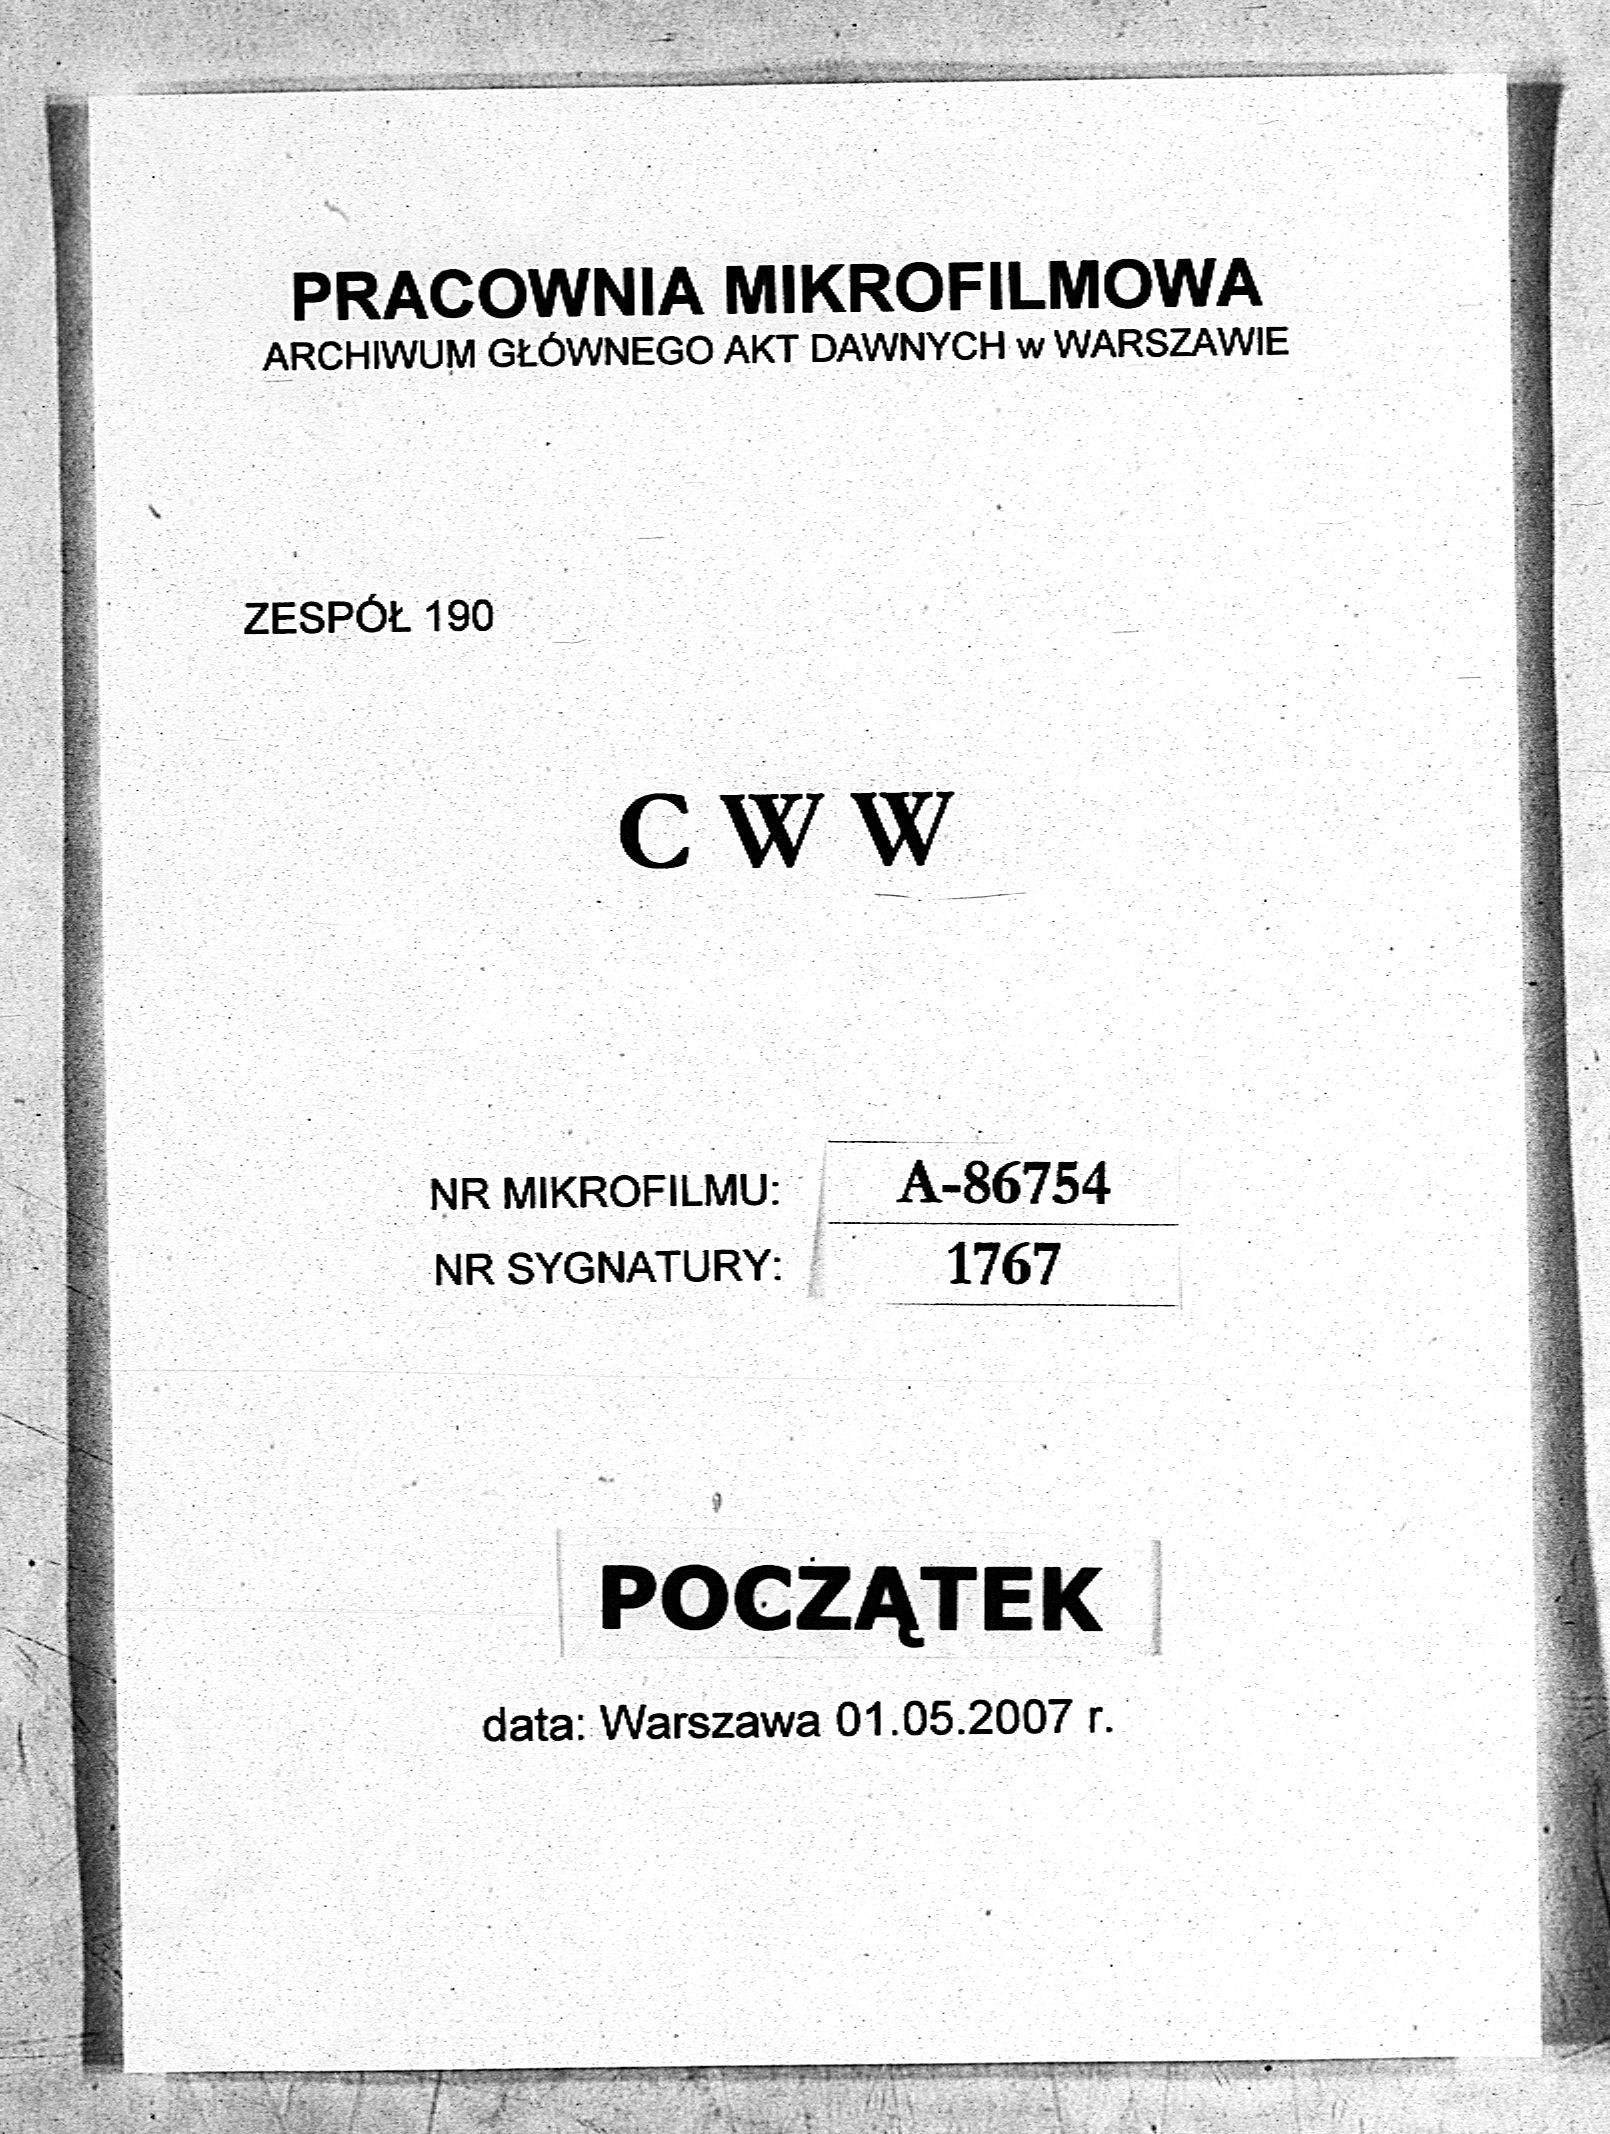 PRACOWNIA MIKROFILMOWA
ARCHIWUM GŁÓWNEGO AKT DAWNYCH w WARSZAWIE
ZESPÓŁ 190
C W W
NR MIKROFILMU: A-86754
NR SYGNATURY: 1767
POCZĄTEK
data: Warszawa 01.05.2007 r.